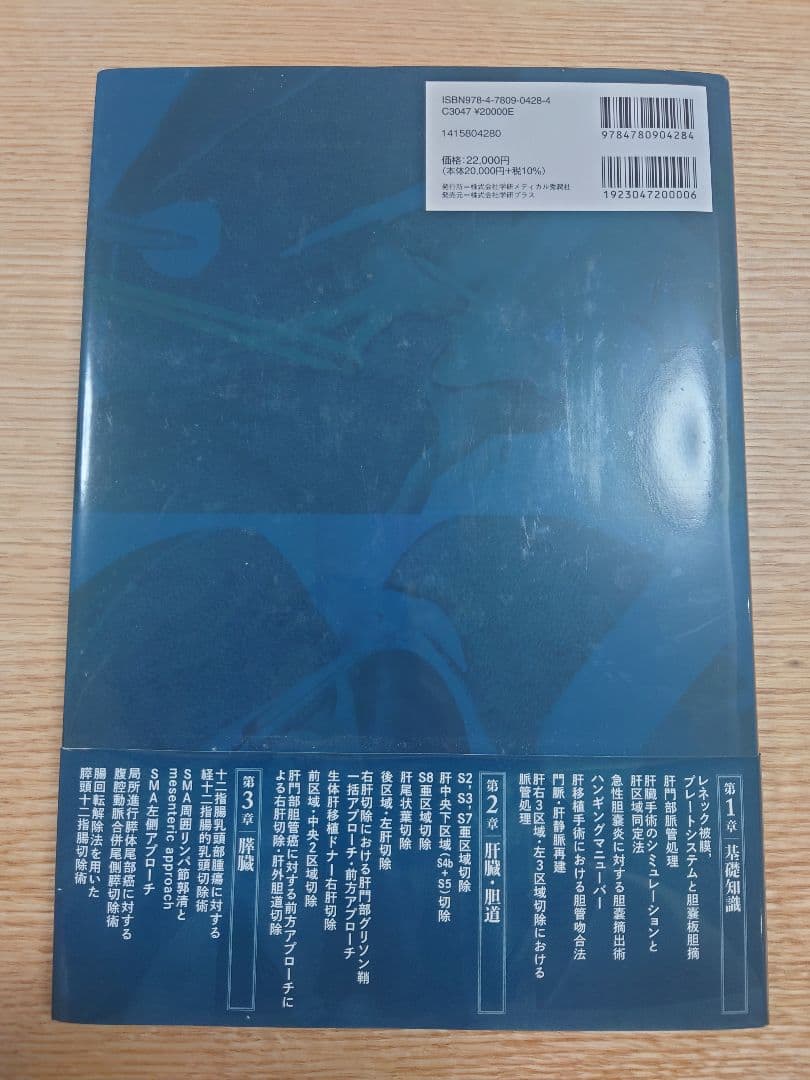 ISBN978-4-7809-0428-4
C3047 ¥20000E
1415804280
価格:22,000円
(本体20,000円+税10%)
発行所=株式会社学研メディカル秀潤社
発売元=株式会社学研プラス
9784780904284
1923047200006
第1章 基礎知識
レネック被膜,
プレートシステムと胆嚢板胆摘
肝門部脈管処理
肝臓手術のシミュレーションと
肝区域同定法
急性胆嚢炎に対する胆嚢摘出術
ハンギングマニューバー
肝移植手術における胆管吻合法
門脈・肝静脈再建
肝右3区域・左3区域切除における
脈管処理
第2章 肝臓・胆道
S2,S3,S7亜区域切除
肝中央下区域(S4b+S5)切除
S8亜区域切除
肝尾状葉切除
後区域・左肝切除
右肝切除における肝門部グリソン鞘
一括アプローチ・前方アプローチ
生体肝移植ドナー右肝切除
前区域・中央2区域切除
肝門部胆管癌に対する前方アプローチに
よる右肝切除・肝外胆道切除
第3章 膵臓
十二指腸乳頭部腫瘍に対する
経十二指腸的乳頭切除術
SMA周囲リンパ節郭清と
mesenteric approach
SMA左側アプローチ
局所進行膵体尾部癌に対する
腹腔動脈合併尾側膵切除術
腸回転解除法を用いた
膵頭十二指腸切除術